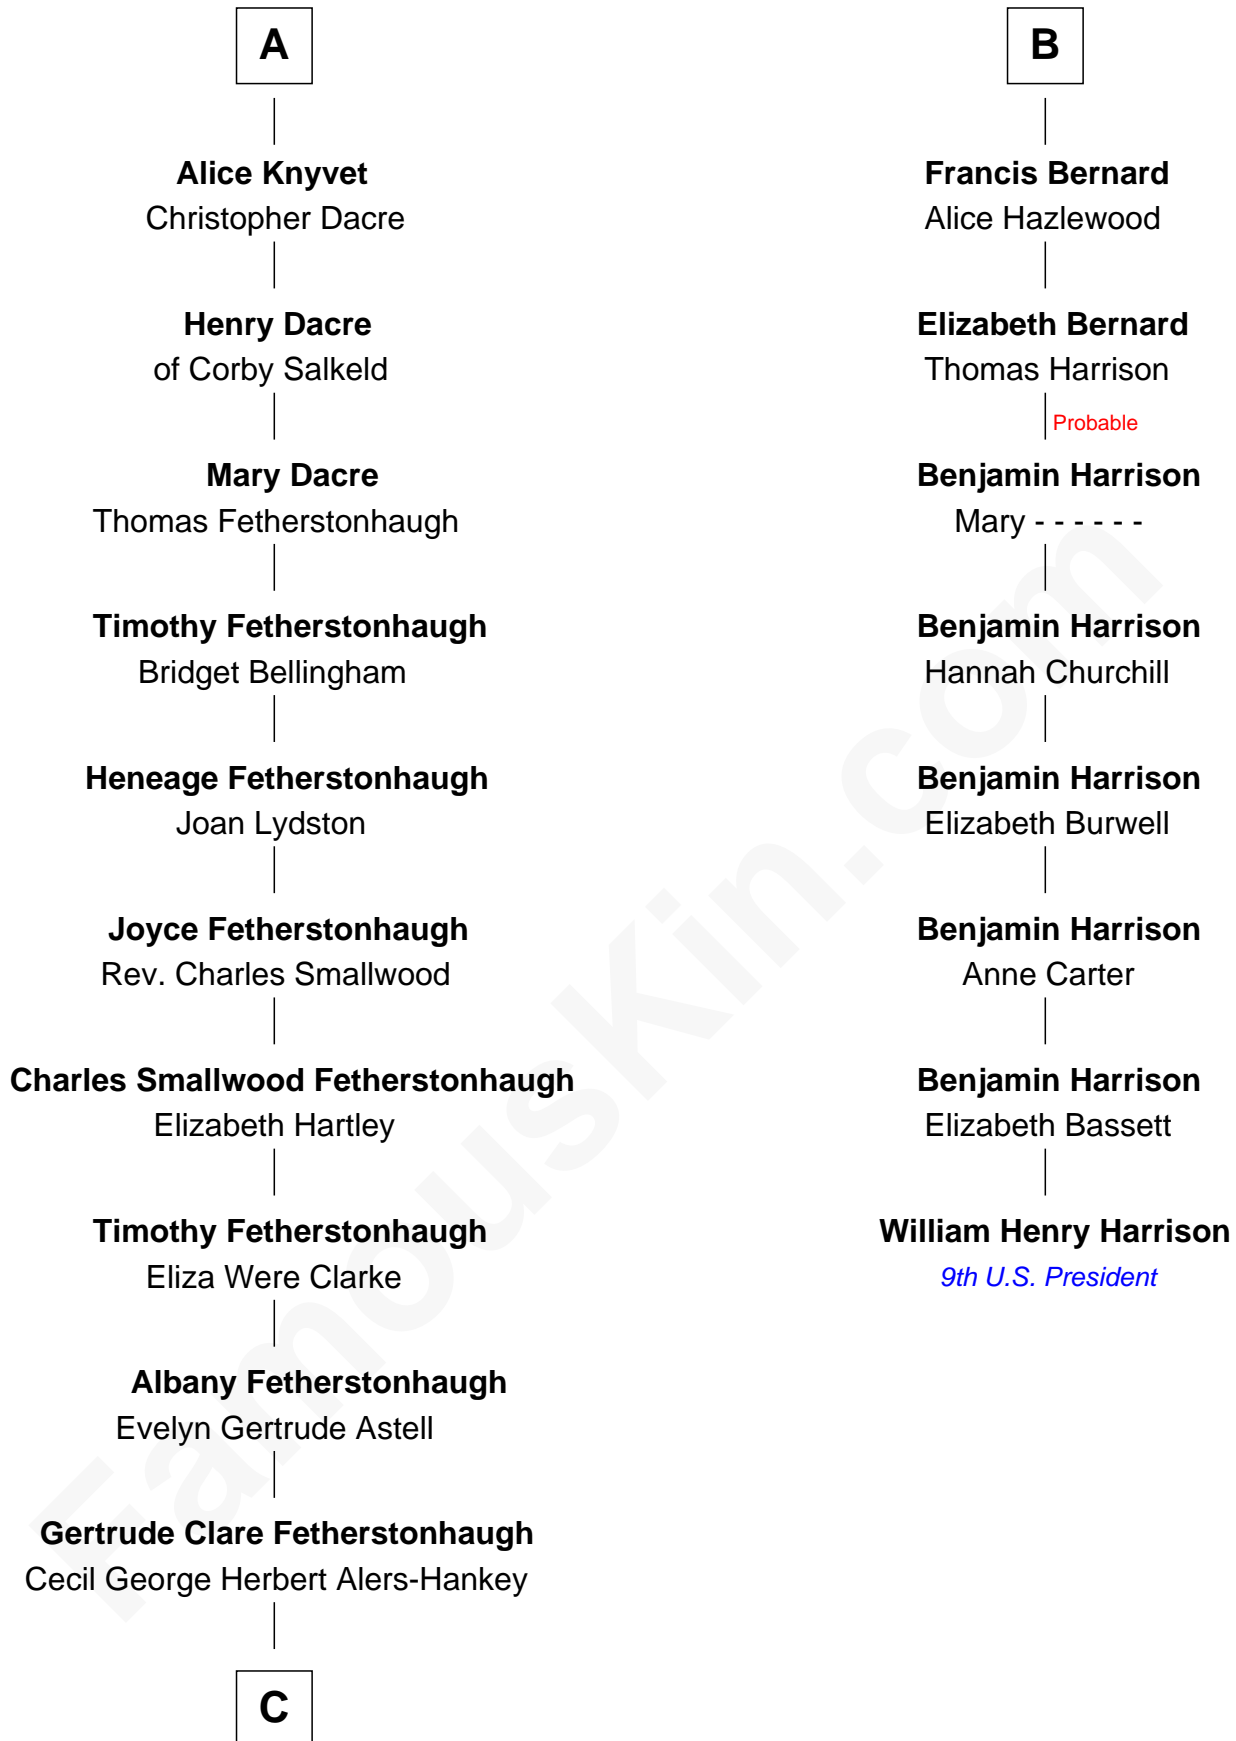 A
Alice Knyvet
Christopher Dacre
Henry Dacre
of Corby Salkeld
Mary Dacre
Thomas Fetherstonhaugh
Timothy Fetherstonhaugh
Bridget Bellingham
Heneage Fetherstonhaugh
Joan Lydston
Joyce Fetherstonhaugh
Rev. Charles Smallwood
Charles Smallwood Fetherstonhaugh
Elizabeth Hartley
Timothy Fetherstonhaugh
Eliza Were Clarke
Albany Fetherstonhaugh
Evelyn Gertrude Astell
Gertrude Clare Fetherstonhaugh
Cecil George Herbert Alers-Hankey
C
B
Francis Bernard
Alice Hazlewood
Elizabeth Bernard
Thomas Harrison
Probable
Benjamin Harrison
Mary - - - - - -
Benjamin Harrison
Hannah Churchill
Benjamin Harrison
Elizabeth Burwell
Benjamin Harrison
Anne Carter
Benjamin Harrison
Elizabeth Bassett
William Henry Harrison
9th U.S. President
FamousKin.com